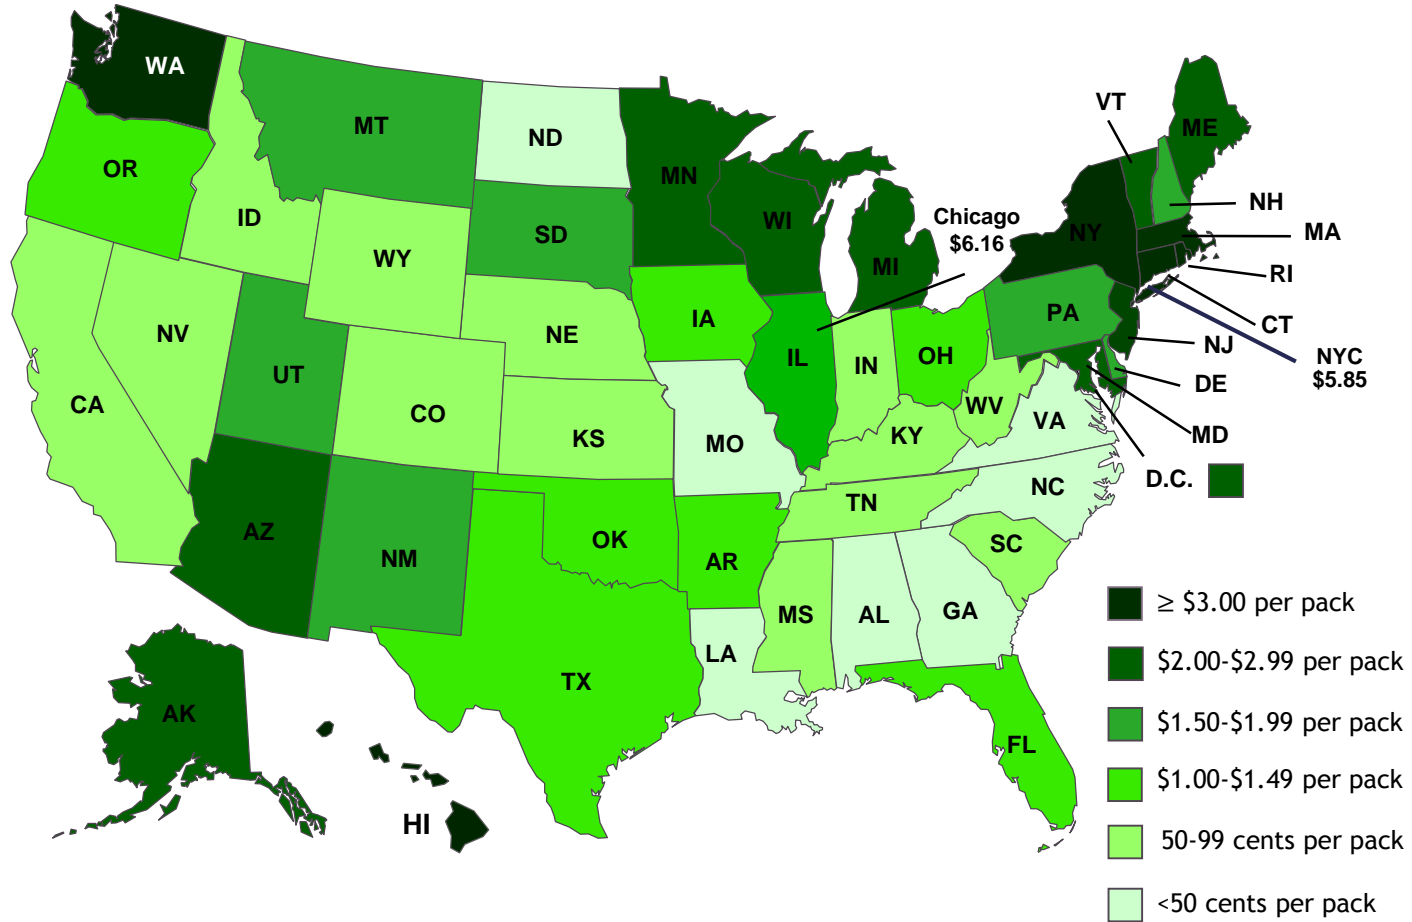 WA
MT
ND
OR
ID
MN
SD
WY
WI
MI
VT
ME
NH
NY
MA
RI
CT
Chicago
$6.16
NYC
$5.85
NV
CA
UT
CO
NE
KS
IA
IL
IN
OH
PA
NJ
DE
MD
D.C.
WV
VA
KY
MO
TN
NC
SC
AZ
NM
OK
AR
MS
AL
GA
LA
TX
FL
AK
HI
≥ $3.00 per pack
$2.00-$2.99 per pack
$1.50-$1.99 per pack
$1.00-$1.49 per pack
50-99 cents per pack
<50 cents per pack